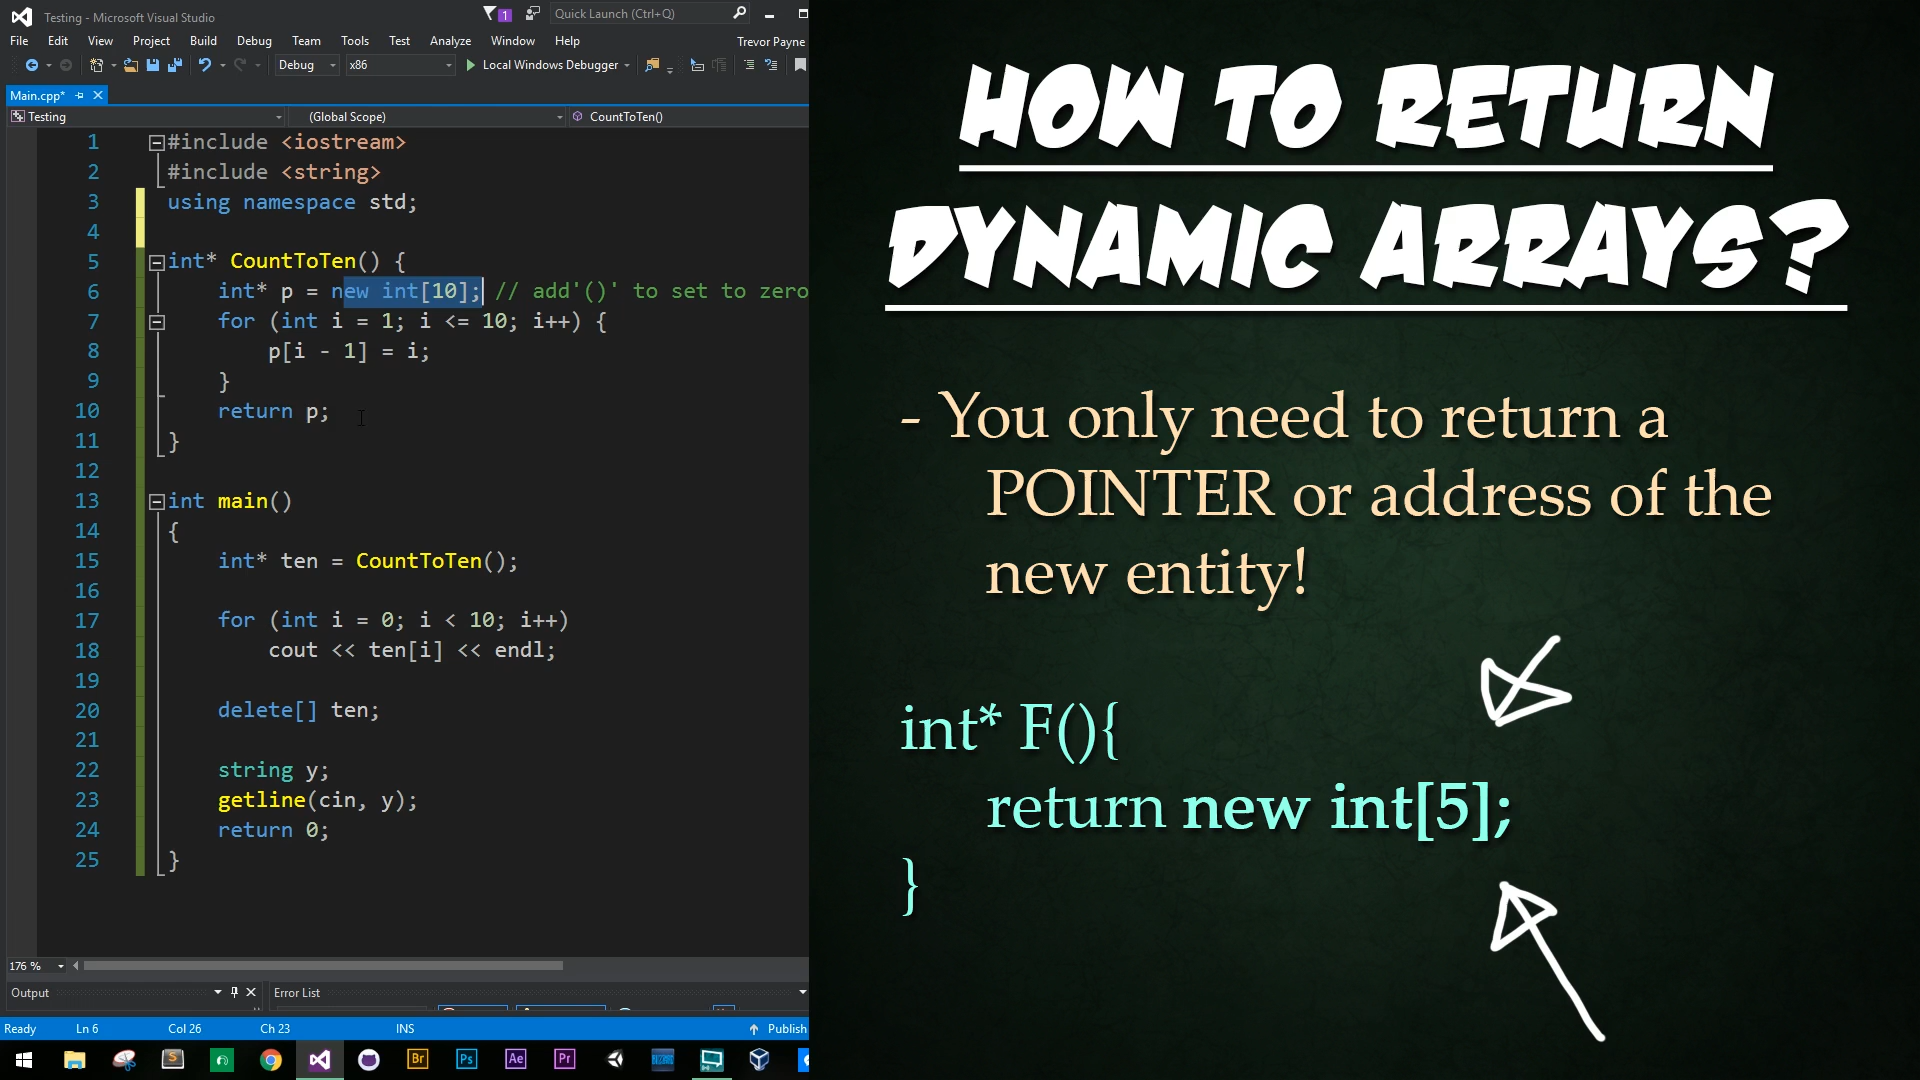 Testing - Microsoft Visual Studio
1
Quick Launch (Ctrl+Q)
File Edit View Project Build Debug Team Tools Test Analyze Window Help
Trevor Payne
Debug x86 Local Windows Debugger
Main.cpp*
Testing (Global Scope) CountToTen()
1 #include <iostream>
2 #include <string>
3 using namespace std;
4
5 int* CountToTen() {
6 int* p = new int[10]; // add'()' to set to zero
7 for (int i = 1; i <= 10; i++) {
8 p[i - 1] = i;
9 }
10 return p;
11 }
12
13 int main()
14 {
15 int* ten = CountToTen();
16
17 for (int i = 0; i < 10; i++)
18 cout << ten[i] << endl;
19
20 delete[] ten;
21
22 string y;
23 getline(cin, y);
24 return 0;
25 }
176 %
Output
Error List
Ready Ln 6 Col 26 Ch 23 INS Publish
S Br Ps Ae Pr
HOW TO RETURN
DYNAMIC ARRAYS?
- You only need to return a
POINTER or address of the
new entity!
int* F(){
return new int[5];
}